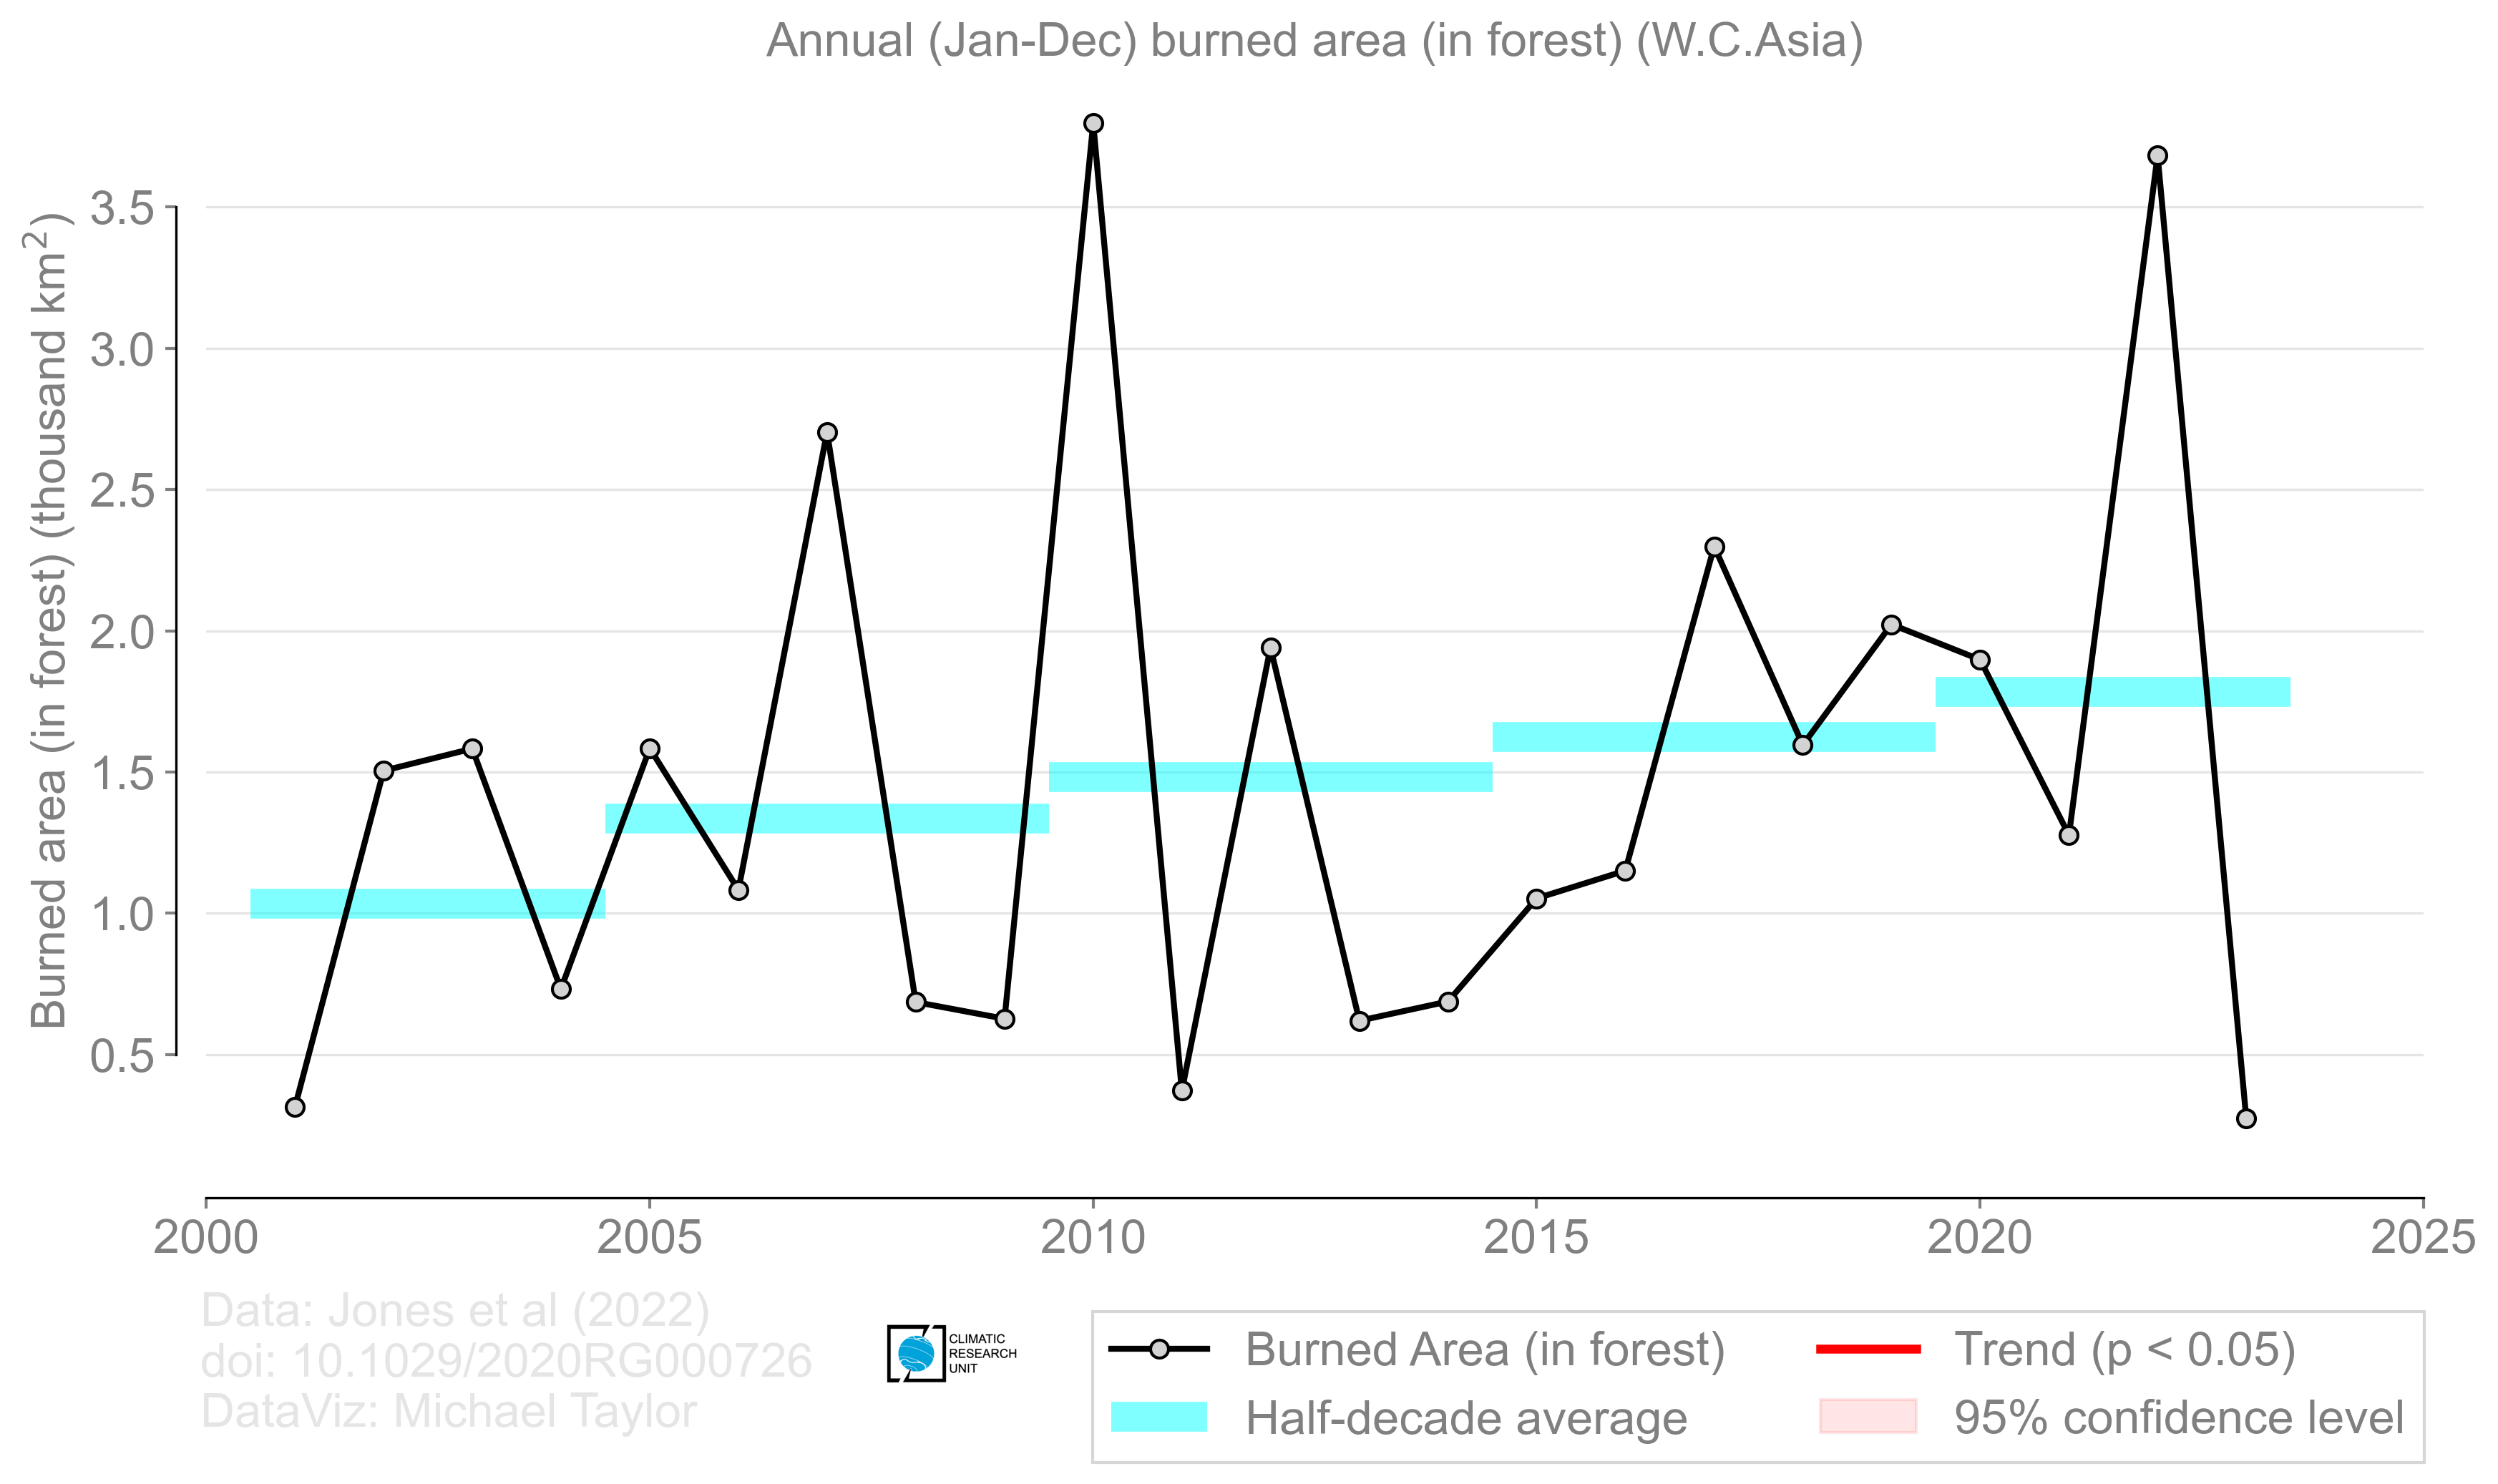 Annual (Jan-Dec) burned area (in forest) (W.C.Asia)
Burned area (in forest) (thousand km²)
3.5
3.0
2.5
2.0
1.5
1.0
0.5
2000 2005 2010 2015 2020 2025
Data: Jones et al (2022)
doi: 10.1029/2020RG000726
DataViz: Michael Taylor
CLIMATIC
RESEARCH
UNIT
Burned Area (in forest)
Half-decade average
Trend (p < 0.05)
95% confidence level